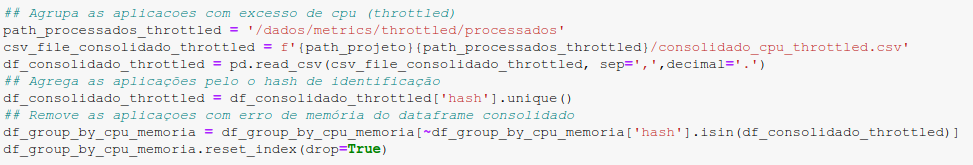 ## Agrupa as aplicacoes com excesso de cpu (throttled)
path_processados_throttled = '/dados/metrics/throttled/processados'
csv_file_consolidado_throttled = f'{path_projeto}{path_processados_throttled}/consolidado_cpu_throttled.csv'
df_consolidado_throttled = pd.read_csv(csv_file_consolidado_throttled, sep=',',decimal='.')
## Agrega as aplicações pelo o hash de identificação
df_consolidado_throttled = df_consolidado_throttled['hash'].unique()
## Remove as aplicaçoes com erro de memória do dataframe consolidado
df_group_by_cpu_memoria = df_group_by_cpu_memoria[~df_group_by_cpu_memoria['hash'].isin(df_consolidado_throttled)]
df_group_by_cpu_memoria.reset_index(drop=True)